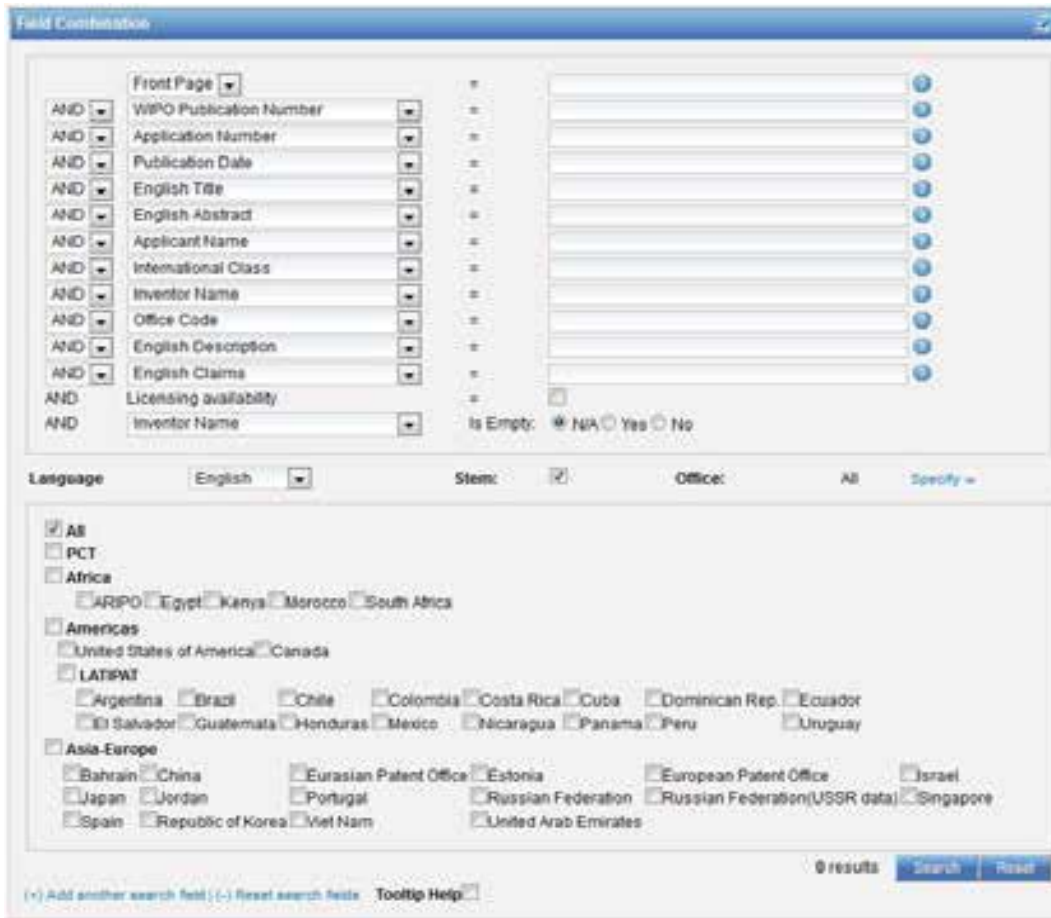 Field Combination
Front Page =
AND WIPO Publication Number =
AND Application Number =
AND Publication Date =
AND English Title =
AND English Abstract =
AND Applicant Name =
AND International Class =
AND Inventor Name =
AND Office Code =
AND English Description =
AND English Claims =
AND Licensing availability =
AND Inventor Name Is Empty: N/A Yes No
Language English Stem: Office: All Specify
All
PCT
Africa
ARIPO Egypt Kenya Morocco South Africa
Americas
United States of America Canada
LATIPAT
Argentina Brazil Chile Colombia Costa Rica Cuba Dominican Rep. Ecuador
El Salvador Guatemala Honduras Mexico Nicaragua Panama Peru Uruguay
Asia-Europe
Bahrain China Eurasian Patent Office Estonia European Patent Office Israel
Japan Jordan Portugal Russian Federation Russian Federation(USSR data) Singapore
Spain Republic of Korea Viet Nam United Arab Emirates
0 results Search Reset
(+) Add another search field | (-) Reset search fields Tooltip Help